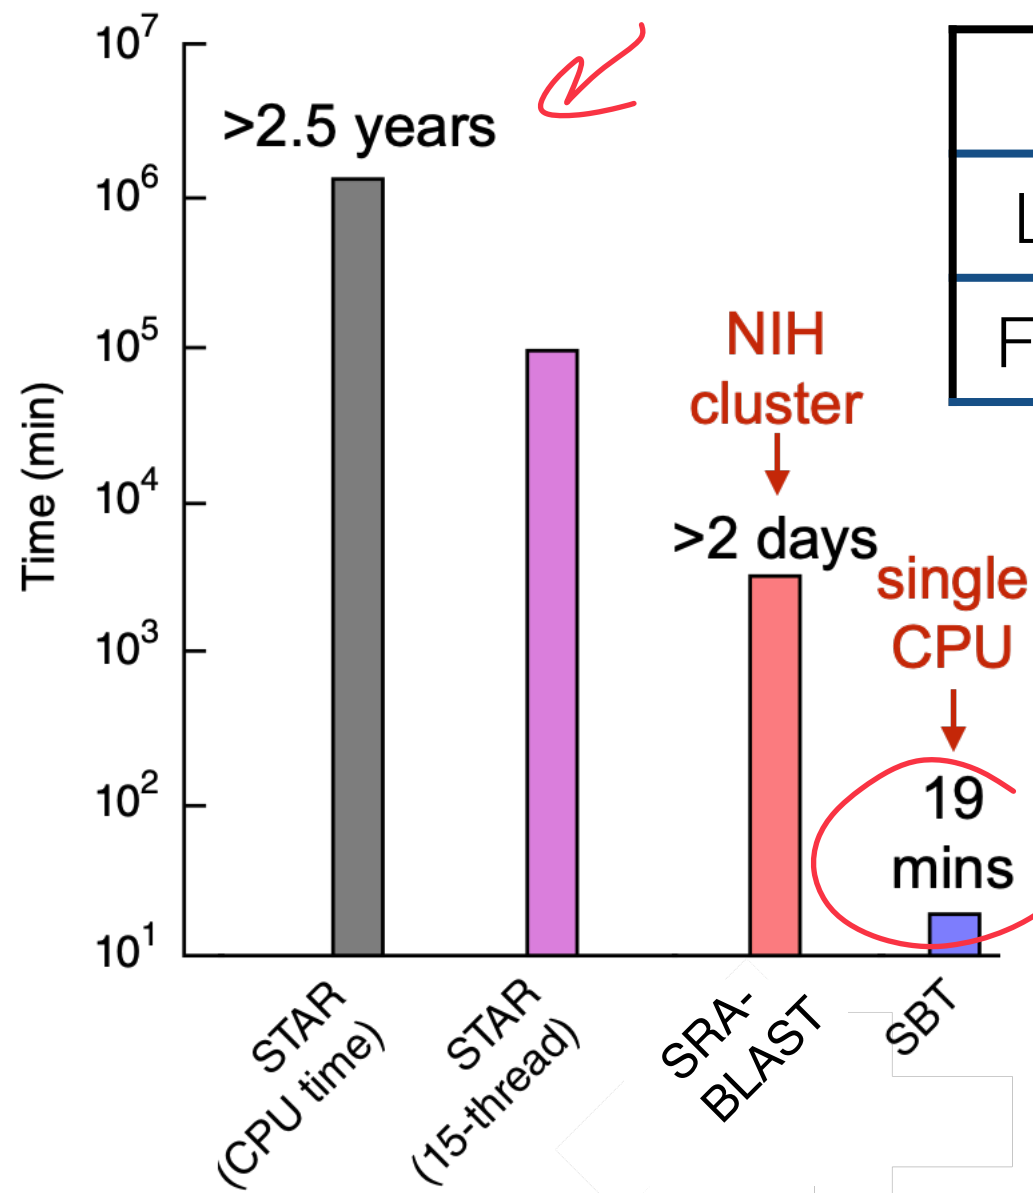 10^7
>2.5 years
10^6
10^5
10^4
10^3
10^2
10^1
Time (min)
NIH
cluster
>2 days
single
CPU
19
mins
STAR
(CPU time)
STAR
(15-thread)
SRA-
BLAST
SBT
L
F